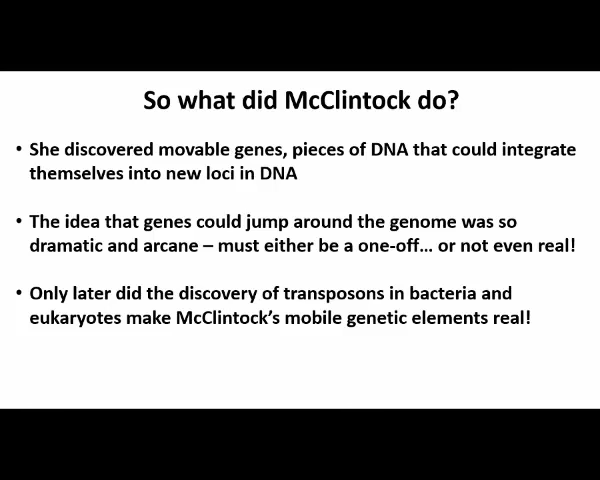 So what did McClintock do?
• She discovered movable genes, pieces of DNA that could integrate
themselves into new loci in DNA
• The idea that genes could jump around the genome was so
dramatic and arcane – must either be a one-off... or not even real!
• Only later did the discovery of transposons in bacteria and
eukaryotes make McClintock's mobile genetic elements real!